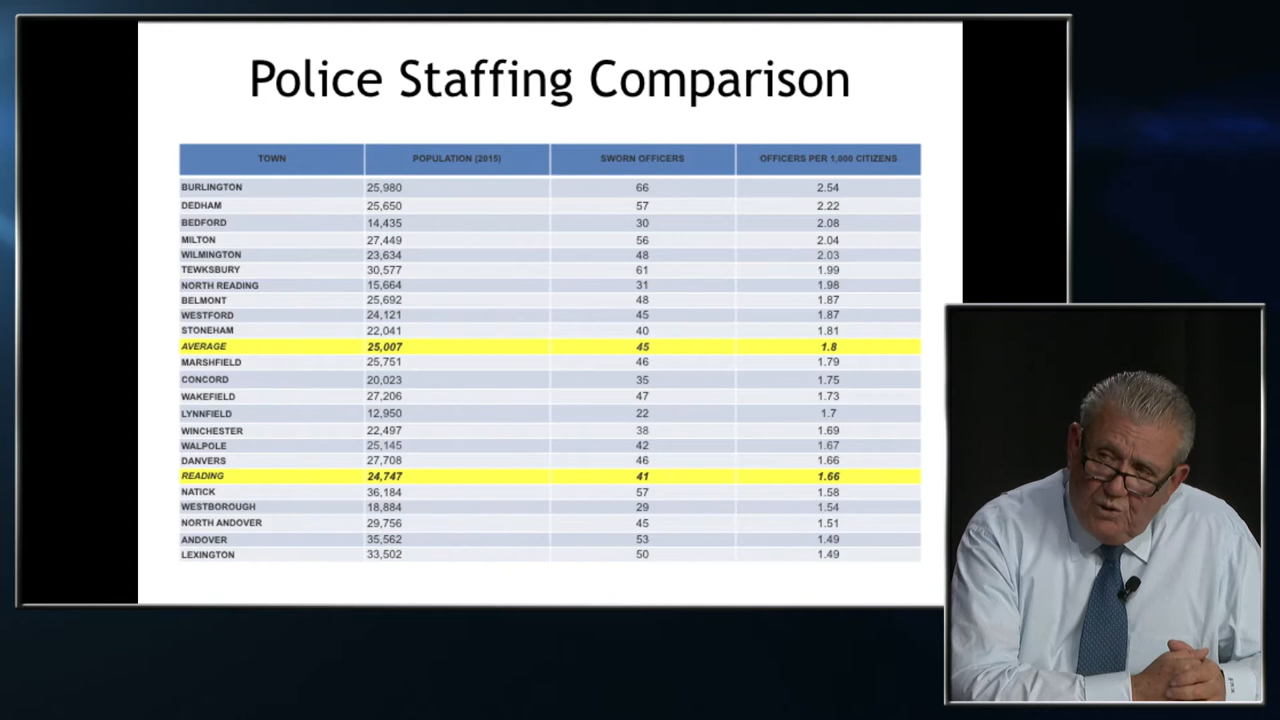 Police Staffing Comparison
TOWN POPULATION (2015) SWORN OFFICERS OFFICERS PER 1,000 CITIZENS
BURLINGTON 25,980 66 2.54
DEDHAM 25,650 57 2.22
BEDFORD 14,435 30 2.08
MILTON 27,449 56 2.04
WILMINGTON 23,634 48 2.03
TEWKSBURY 30,577 61 1.99
NORTH READING 15,664 31 1.98
BELMONT 25,692 48 1.87
WESTFORD 24,121 45 1.87
STONEHAM 22,041 40 1.81
AVERAGE 25,007 45 1.8
MARSHFIELD 25,751 46 1.79
CONCORD 20,023 35 1.75
WAKEFIELD 27,206 47 1.73
LYNNFIELD 12,950 22 1.7
WINCHESTER 22,497 38 1.69
WALPOLE 25,145 42 1.67
DANVERS 27,708 46 1.66
READING 24,747 41 1.66
NATICK 36,184 57 1.58
WESTBOROUGH 18,884 29 1.54
NORTH ANDOVER 29,756 45 1.51
ANDOVER 35,562 53 1.49
LEXINGTON 33,502 50 1.49